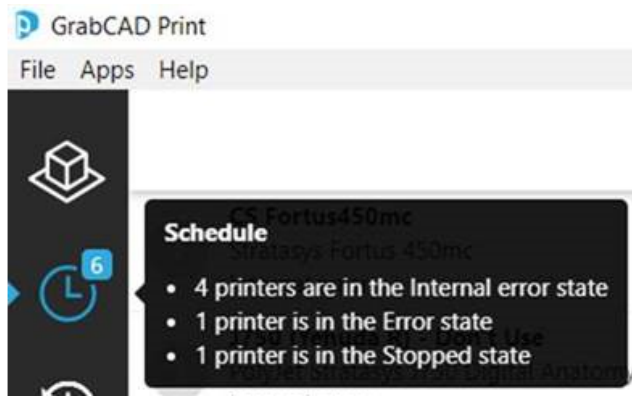 GrabCAD Print
File Apps Help
6
CS Fortus450mc
Schedule
Stratasys Fortus 450mc
• 4 printers are in the Internal error state
• 1 printer is in the Error state
• 1 printer is in the Stopped state